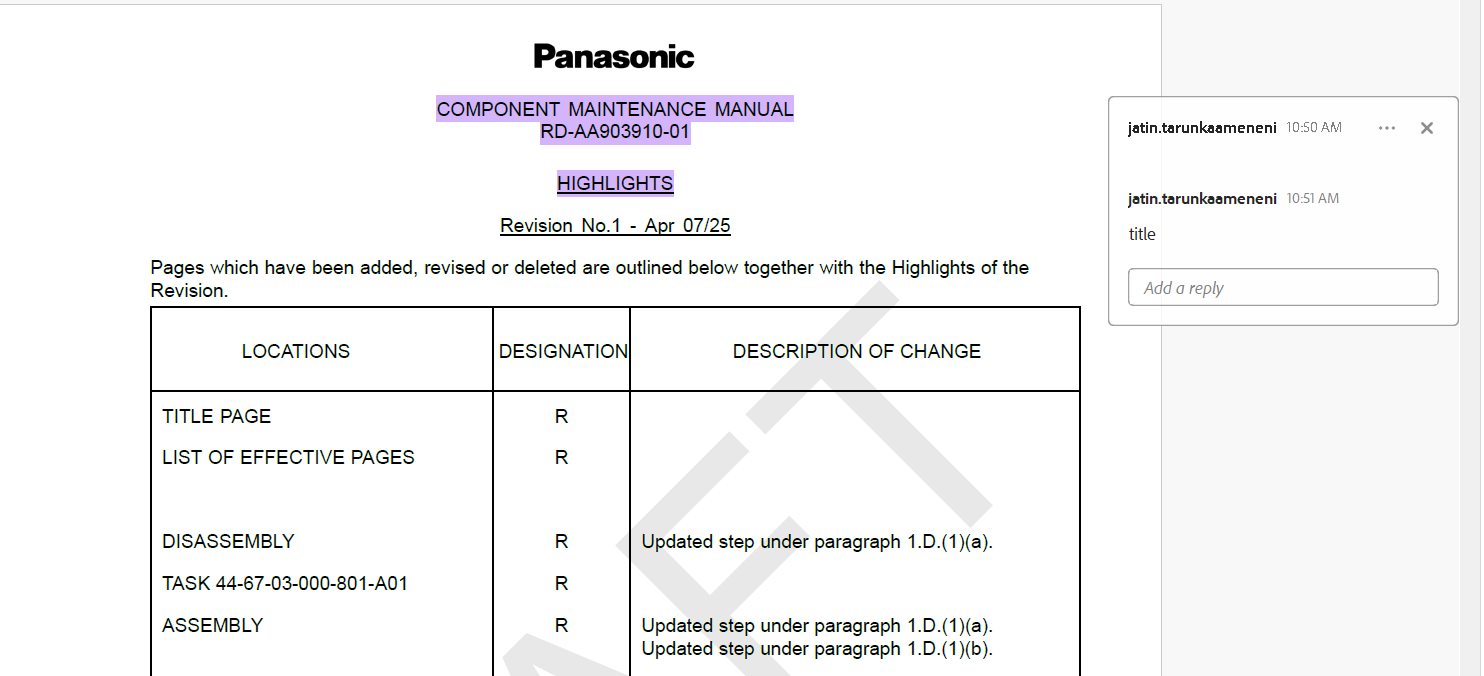 Panasonic
COMPONENT MAINTENANCE MANUAL
RD-AA903910-01
HIGHLIGHTS
Revision No.1 - Apr 07/25
Pages which have been added, revised or deleted are outlined below together with the Highlights of the
Revision.
LOCATIONS DESIGNATION DESCRIPTION OF CHANGE
TITLE PAGE R
LIST OF EFFECTIVE PAGES R
DISASSEMBLY R Updated step under paragraph 1.D.(1)(a).
TASK 44-67-03-000-801-A01 R
ASSEMBLY R Updated step under paragraph 1.D.(1)(a).
Updated step under paragraph 1.D.(1)(b).
jatin.tarunkaameneni 10:50 AM
jatin.tarunkaameneni 10:51 AM
title
Add a reply